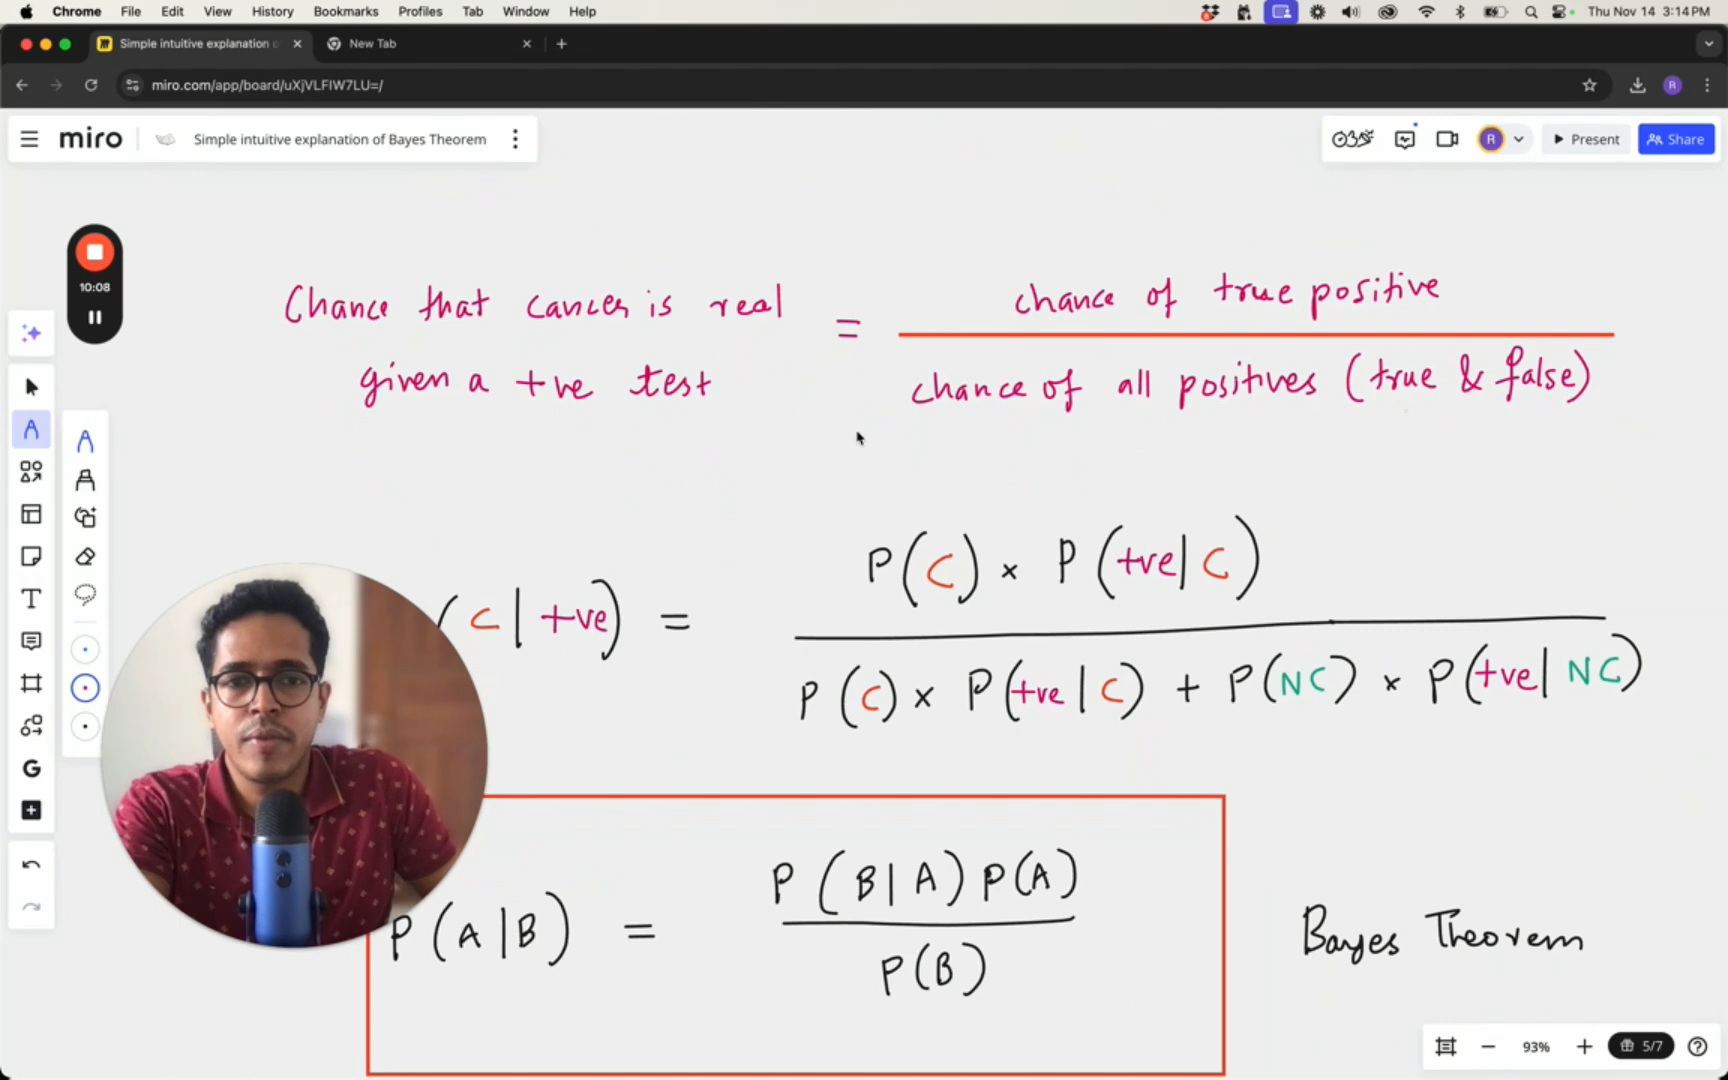 Chrome File Edit View History Bookmarks Profiles Tab Window Help Thu Nov 14 3:14 PM
Simple intuitive explanation o New Tab
miro.com/app/board/uXjVLFIW7LU=/ R
miro Simple intuitive explanation of Bayes Theorem R Present Share
10:08
Chance that cancer is real
given a +ve test
=
chance of true positive
chance of all positives (true & false)
( C | +ve) =
P(C) × P(+ve| C)
P(C) × P(+ve | C) + P(NC) × P(+ve| NC)
P(A|B) =
P(B|A) P(A)
P(B)
Bayes Theorem
93% 5/7